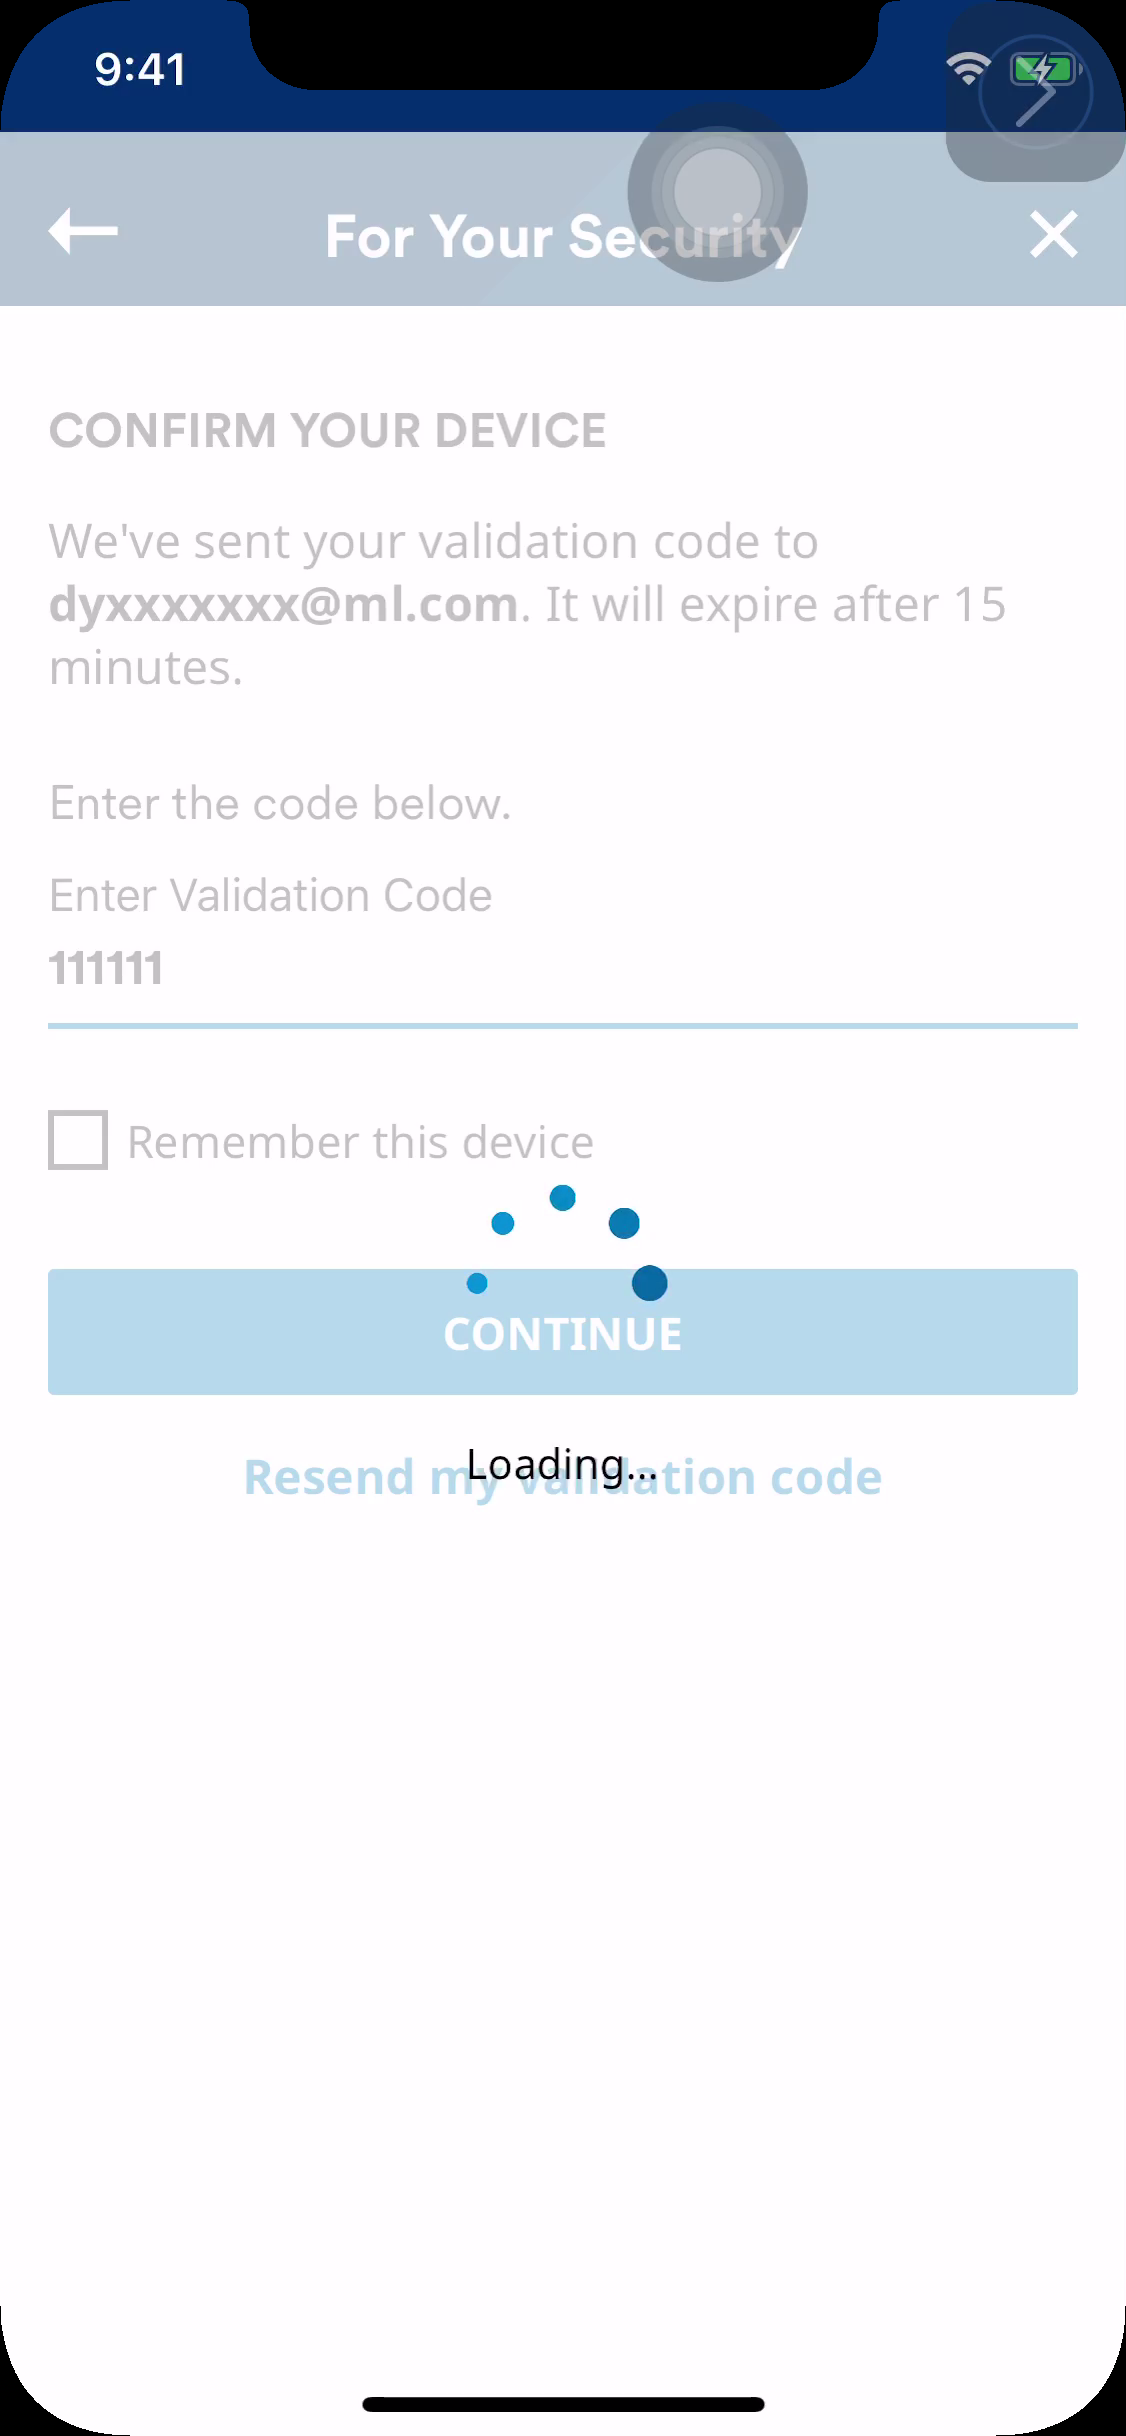 9:41
For Your Security
CONFIRM YOUR DEVICE
We've sent your validation code to
dyxxxxxxx@ml.com. It will expire after 15
minutes.
Enter the code below.
Enter Validation Code
111111
Remember this device
CONTINUE
Loading...
Resend my validation code